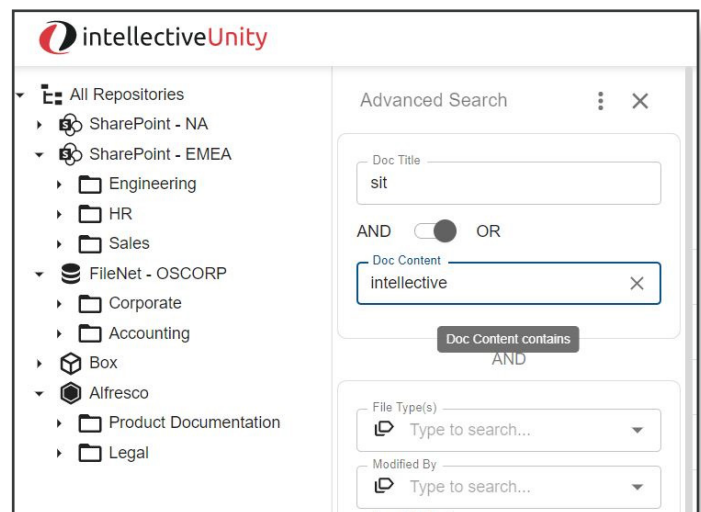 intellectiveUnity
All Repositories
SharePoint - NA
SharePoint - EMEA
Engineering
HR
Sales
FileNet - OSCORP
Corporate
Accounting
Box
Alfresco
Product Documentation
Legal
Advanced Search
Doc Title
sit
AND OR
Doc Content
intellective
Doc Content contains
AND
File Type(s)
Type to search...
Modified By
Type to search...